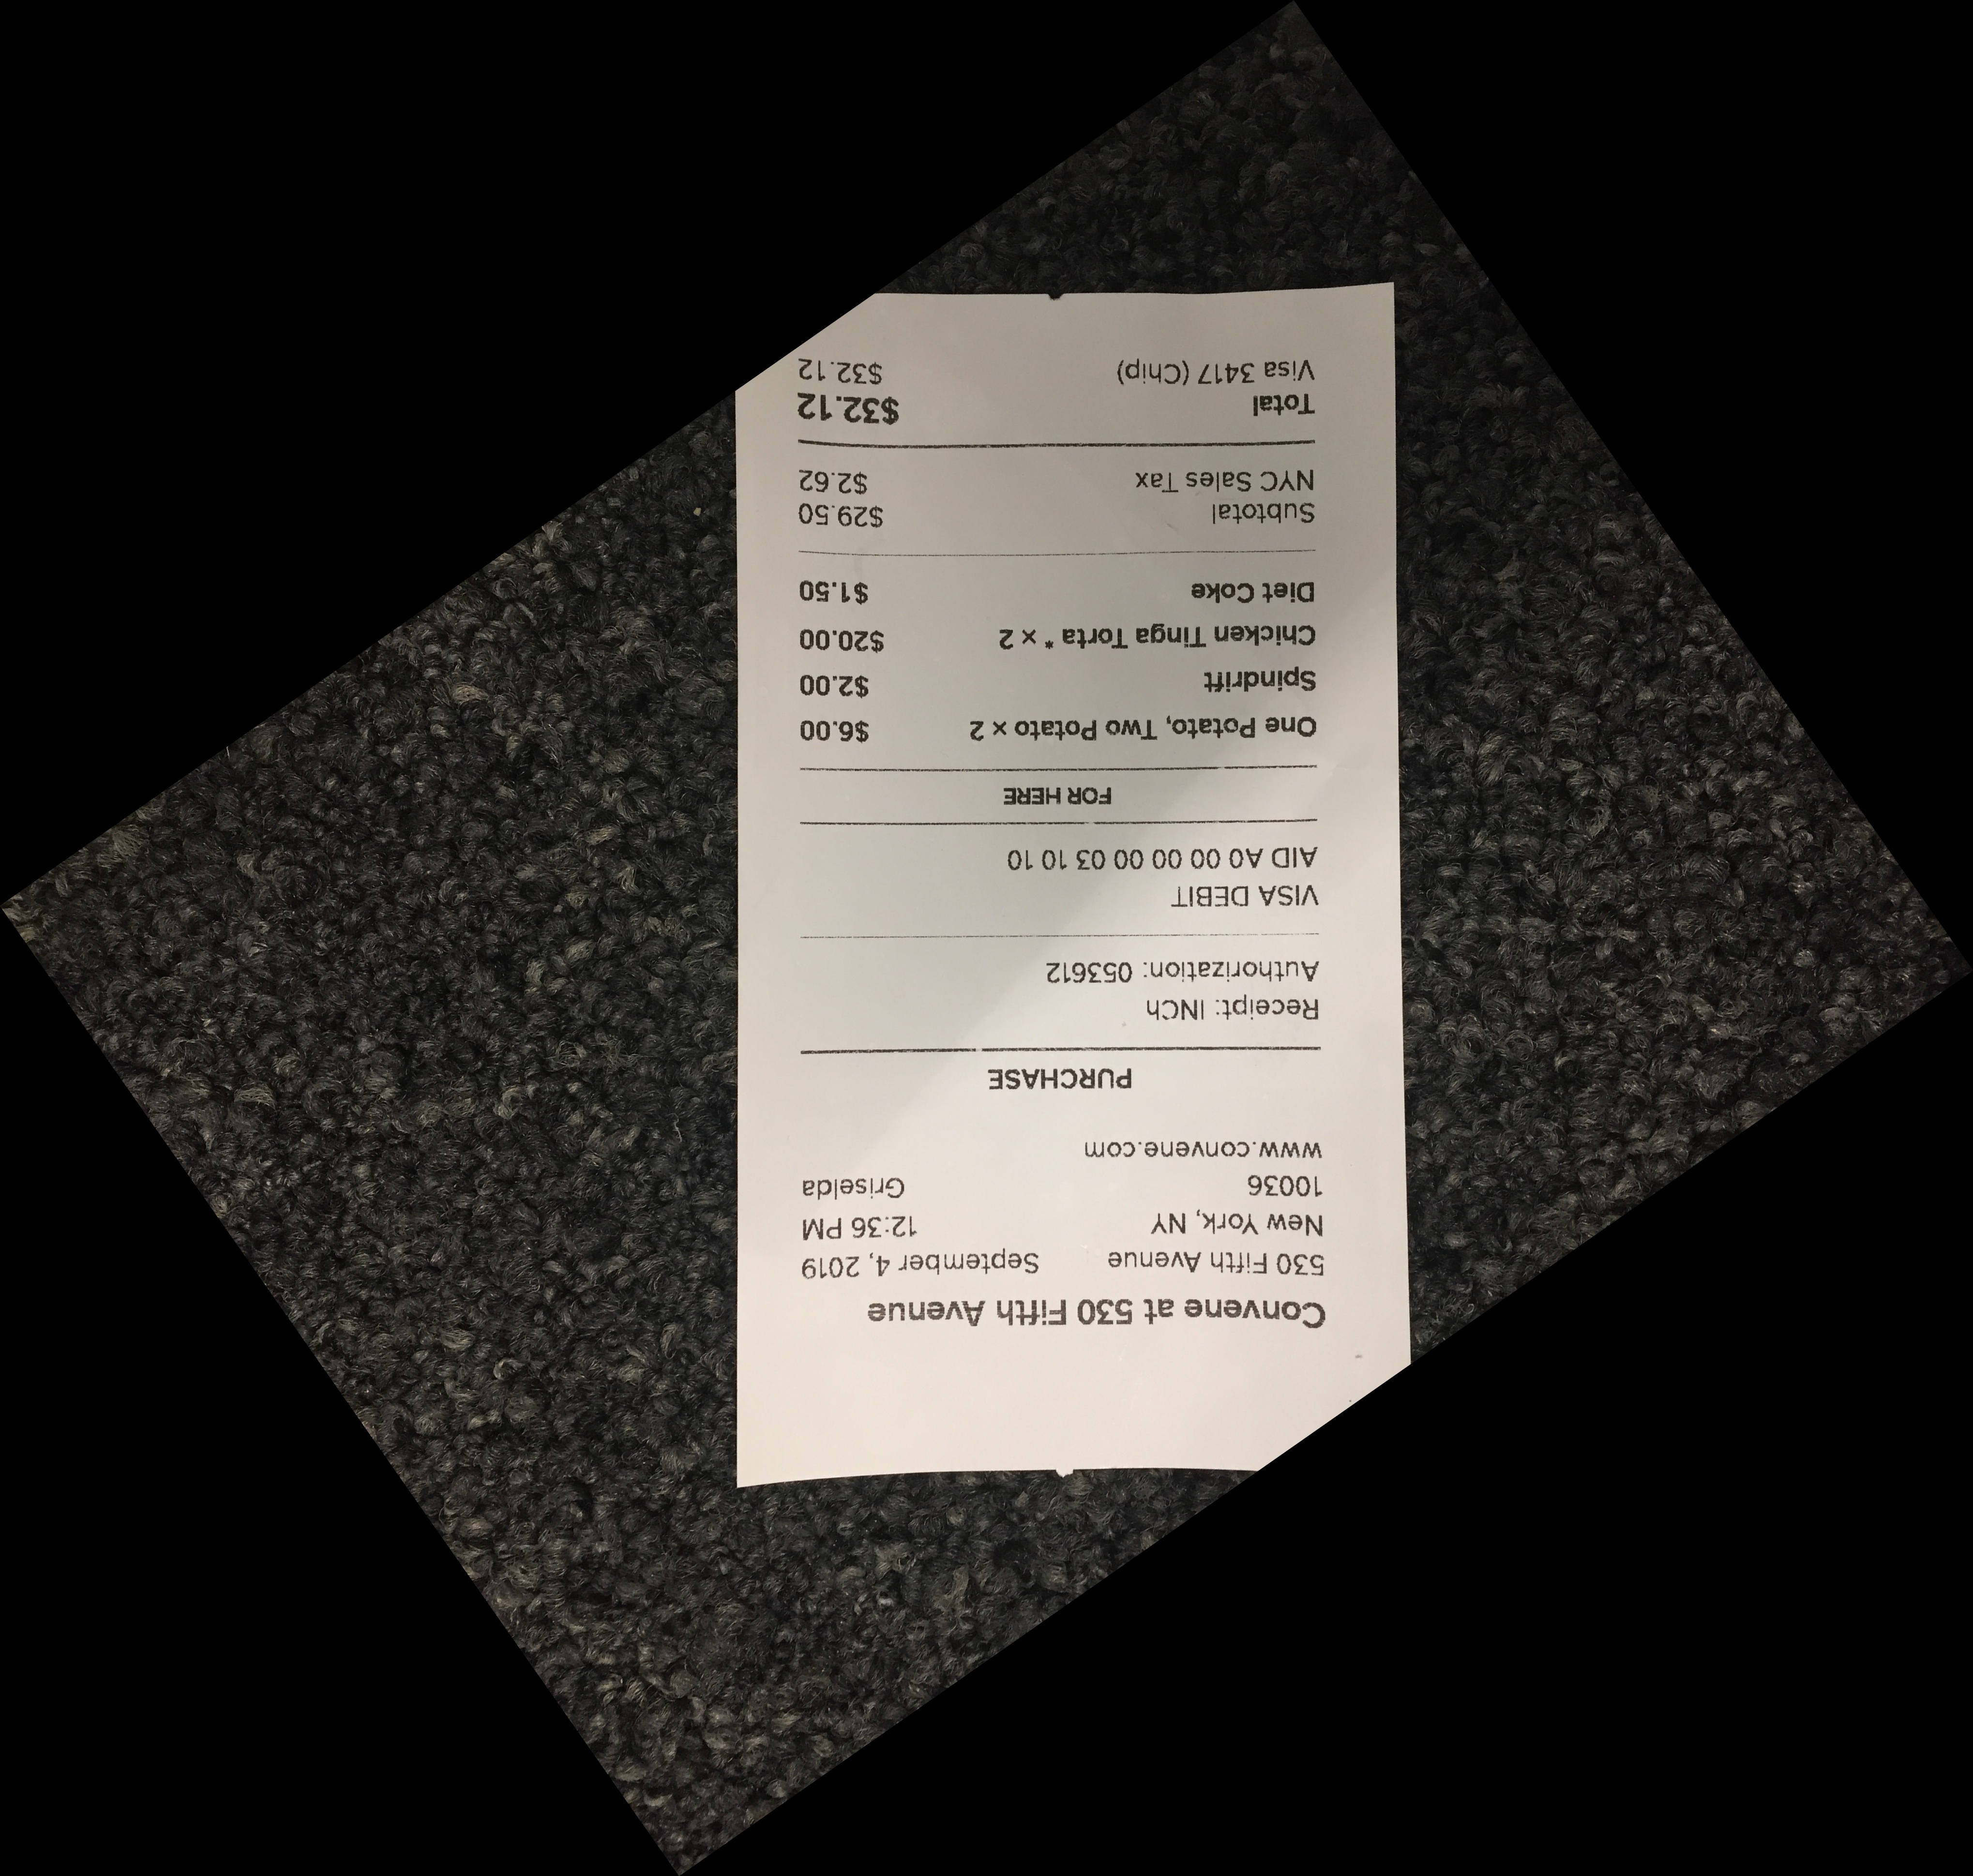 Convene at 530 Fifth Avenue
530 Fifth Avenue September 4, 2019
New York, NY 12:36 PM
10036 Griselda
www.convene.com
PURCHASE
Receipt: INCh
Authorization: 053612
VISA DEBIT
AID A0 00 00 00 03 10 10
FOR HERE
One Potato, Two Potato × 2 $6.00
Spindrift $2.00
Chicken Tinga Torta * × 2 $20.00
Diet Coke $1.50
Subtotal $29.50
NYC Sales Tax $2.62
Total $32.12
Visa 3417 (Chip) $32.12